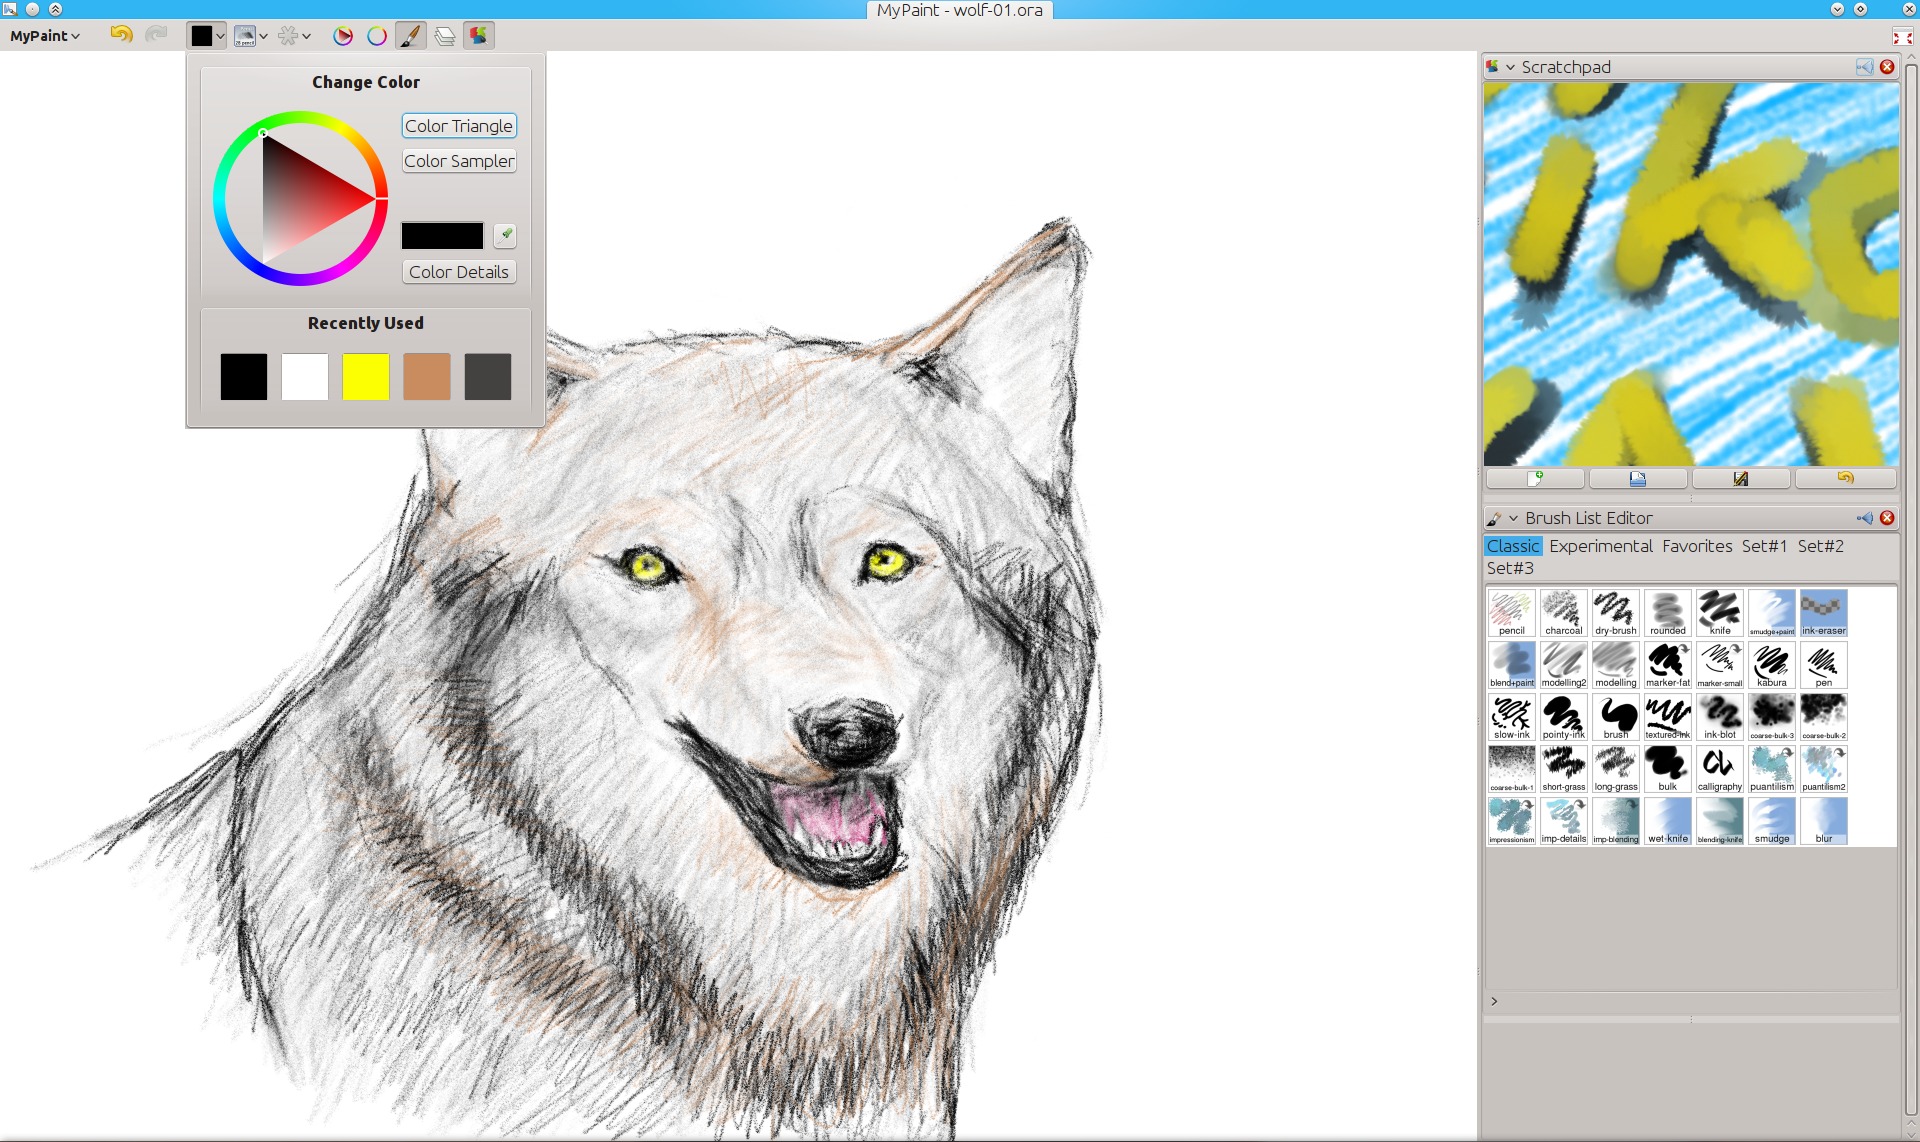 MyPaint - wolf-01.ora
MyPaint
2B pencil
Change Color
Color Triangle
Color Sampler
Color Details
Recently Used
Scratchpad
Brush List Editor
Classic Experimental Favorites Set#1 Set#2
Set#3
pencil charcoal dry-brush rounded knife smudge+paint ink-eraser
blend+paint modelling2 modelling marker-fat marker-small kabura pen
slow-ink pointy-ink brush textured-ink ink-blot coarse-bulk-3 coarse-bulk-2
coarse-bulk-1 short-grass long-grass bulk calligraphy puantilism puantilism2
impressionism imp-details imp-blending wet-knife blending-knife smudge blur